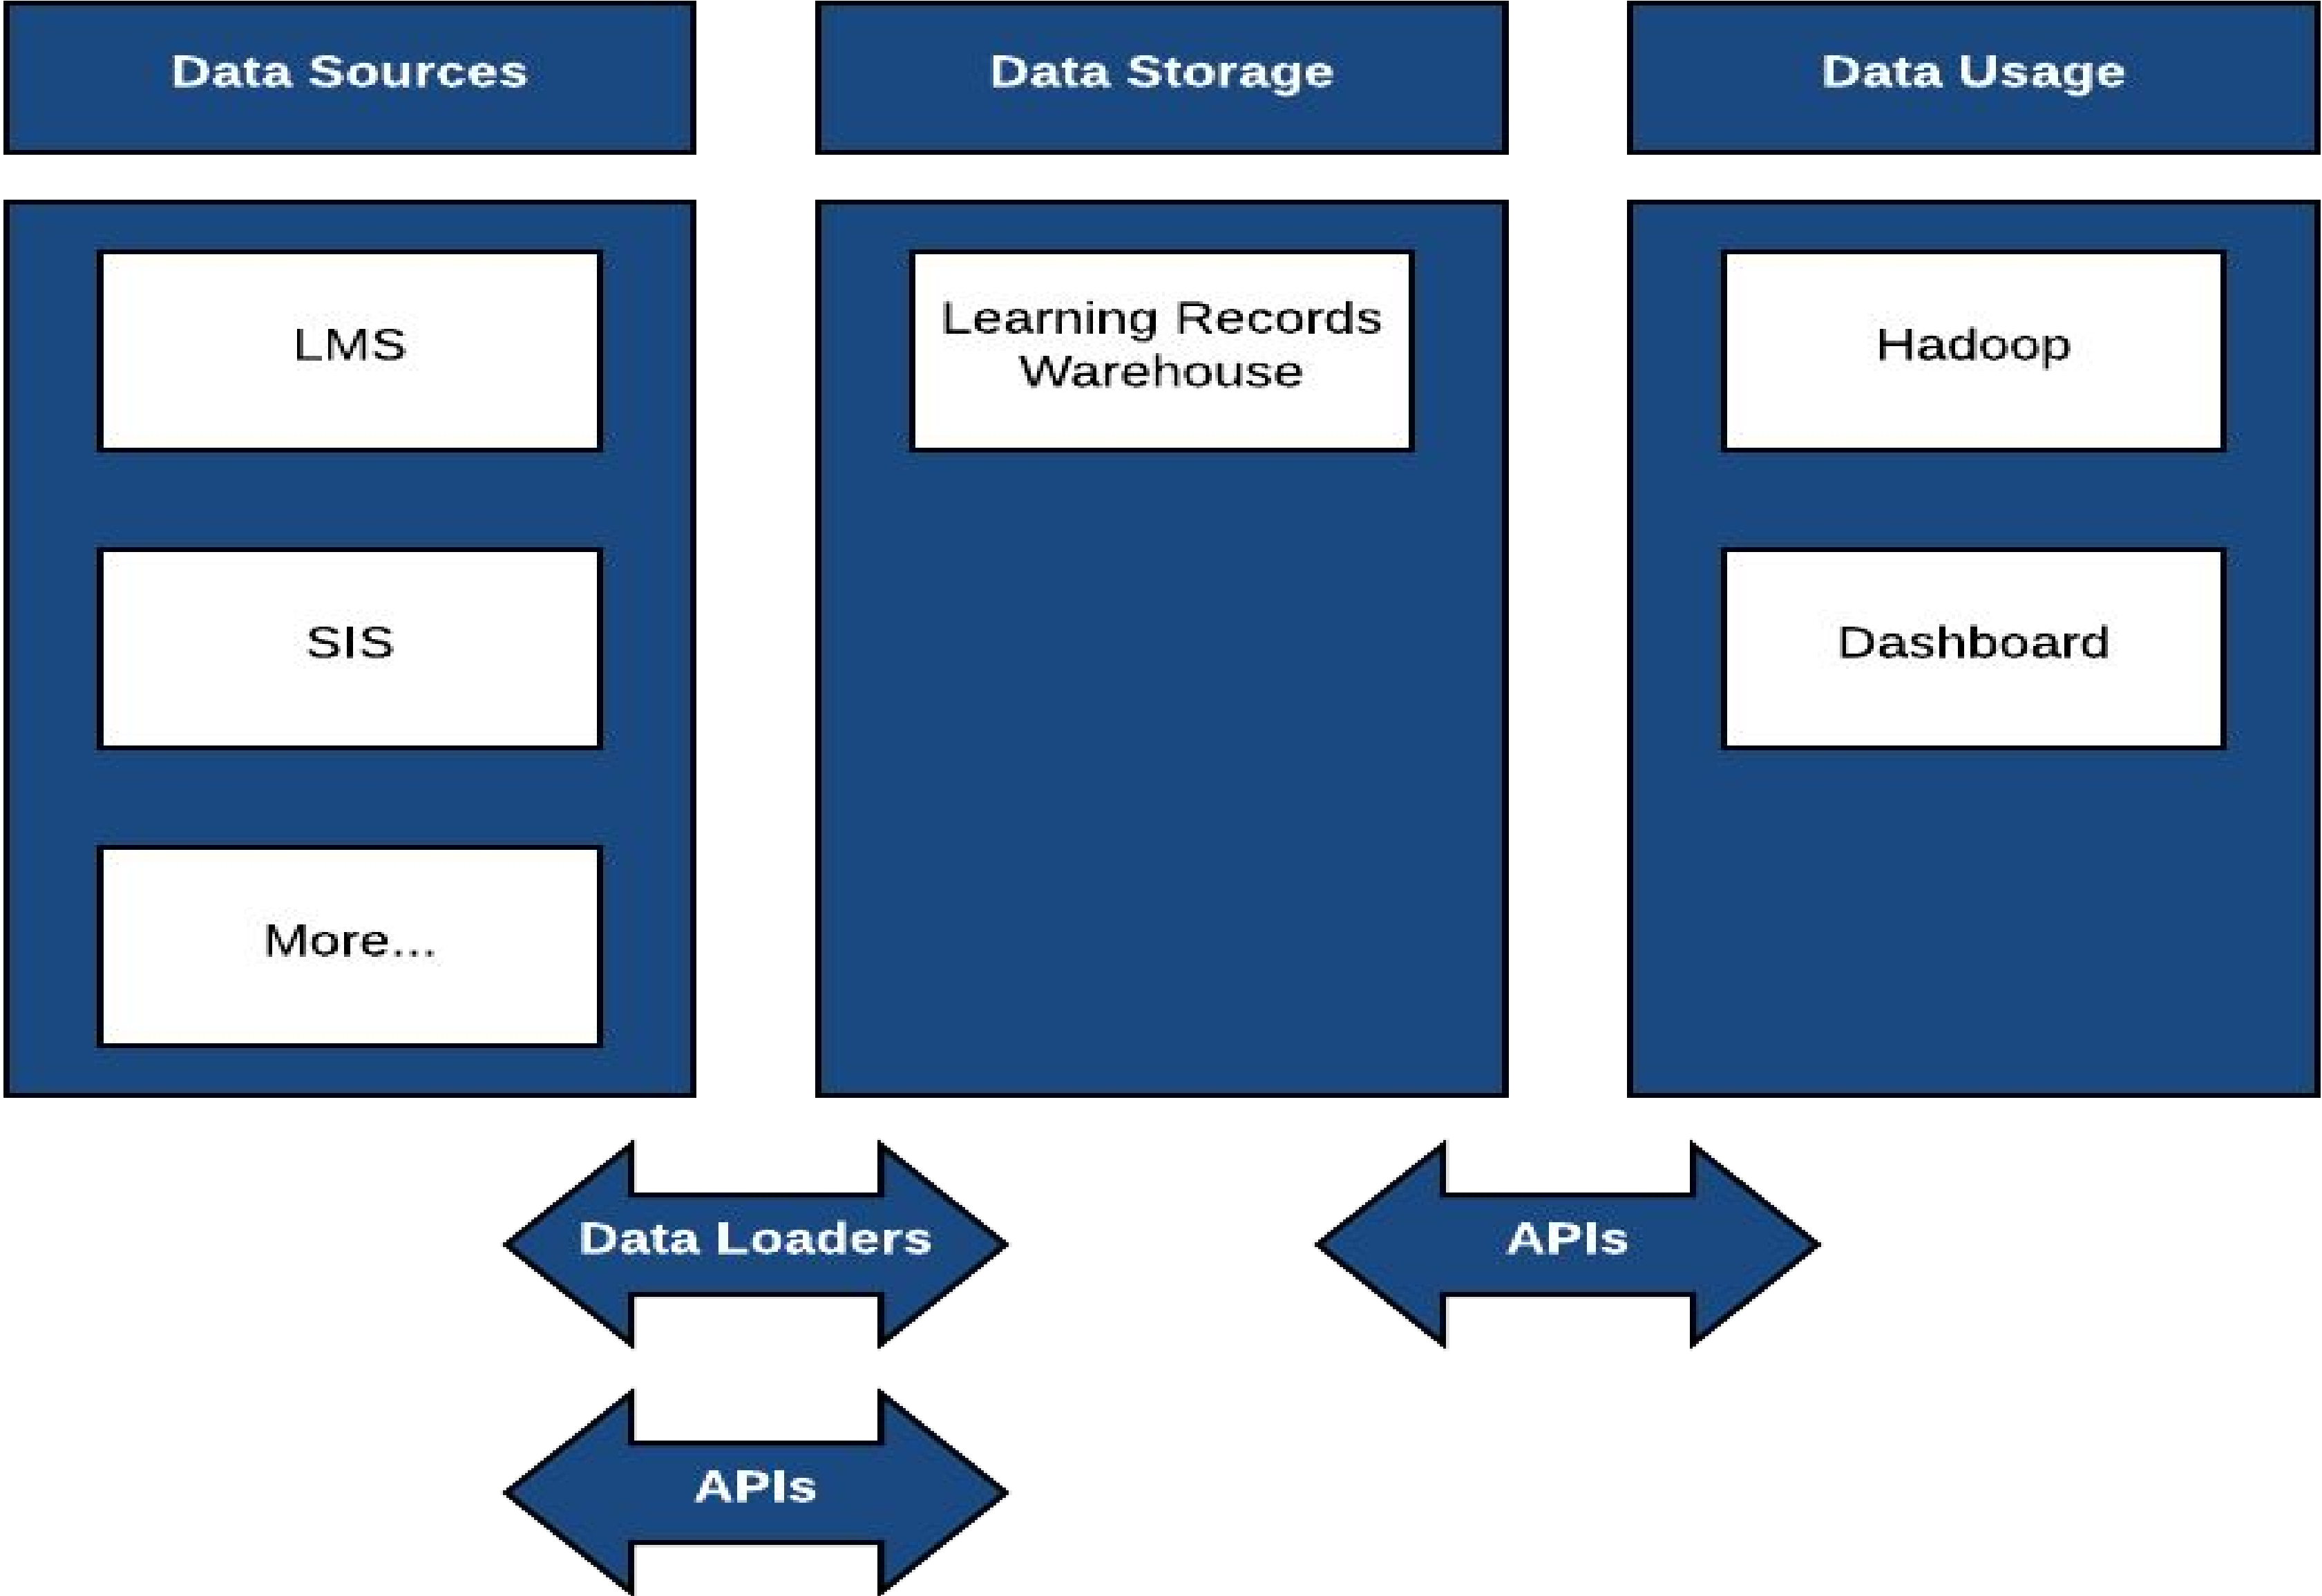 Data Sources
Data Storage
Data Usage
LMS
SIS
More...
Learning Records
Warehouse
Hadoop
Dashboard
Data Loaders
APIs
APIs